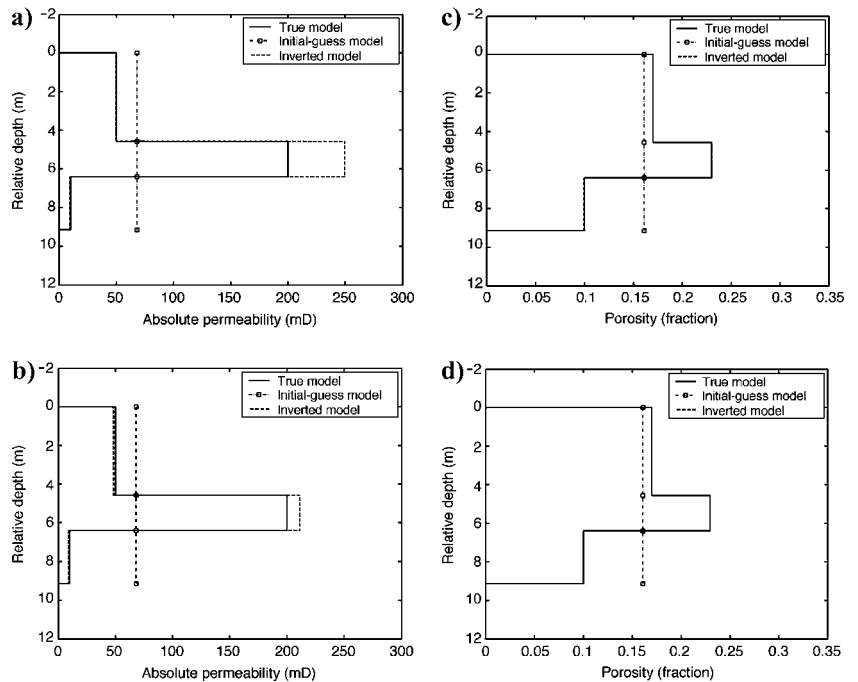 a)
True model
Initial-guess model
Inverted model
-2
0
2
4
6
8
10
12
Relative depth (m)
0 50 100 150 200 250 300
Absolute permeability (mD)
c)
True model
Initial-guess model
Inverted model
-2
0
2
4
6
8
10
12
Relative depth (m)
0 0.05 0.1 0.15 0.2 0.25 0.3 0.35
Porosity (fraction)
b)
True model
Initial-guess model
Inverted model
-2
0
2
4
6
8
10
12
Relative depth (m)
0 50 100 150 200 250 300
Absolute permeability (mD)
d)
True model
Initial-guess model
Inverted model
-2
0
2
4
6
8
10
12
Relative depth (m)
0 0.05 0.1 0.15 0.2 0.25 0.3 0.35
Porosity (fraction)